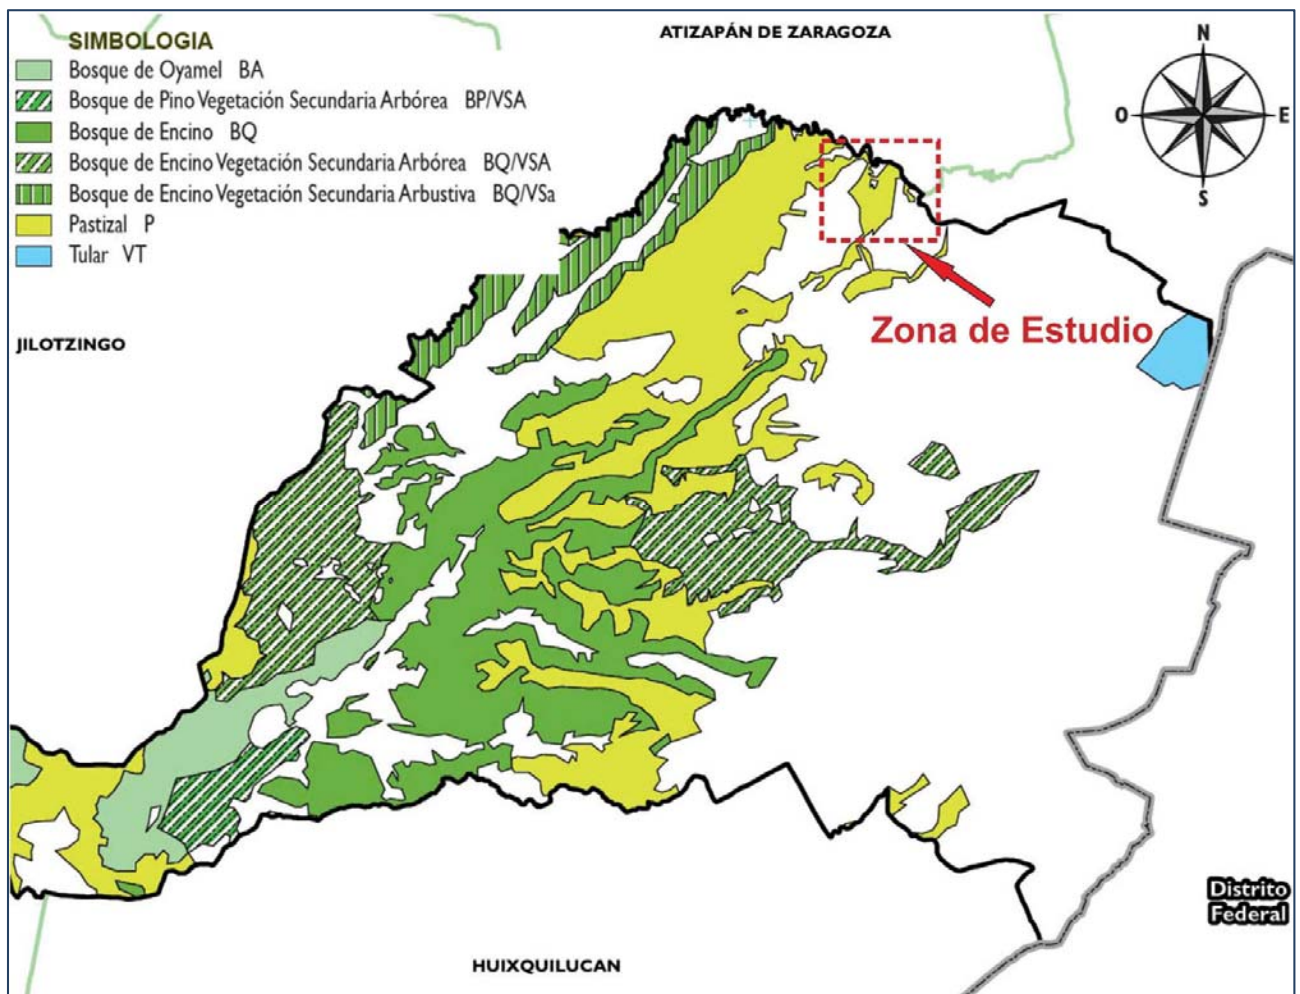 SIMBOLOGIA
Bosque de Oyamel BA
Bosque de Pino Vegetación Secundaria Arbórea BP/VSA
Bosque de Encino BQ
Bosque de Encino Vegetación Secundaria Arbórea BQ/VSA
Bosque de Encino Vegetación Secundaria Arbustiva BQ/VSa
Pastizal P
Tular VT
ATIZAPÁN DE ZARAGOZA
N
O
E
S
Zona de Estudio
JILOTZINGO
Distrito
Federal
HUIXQUILUCAN